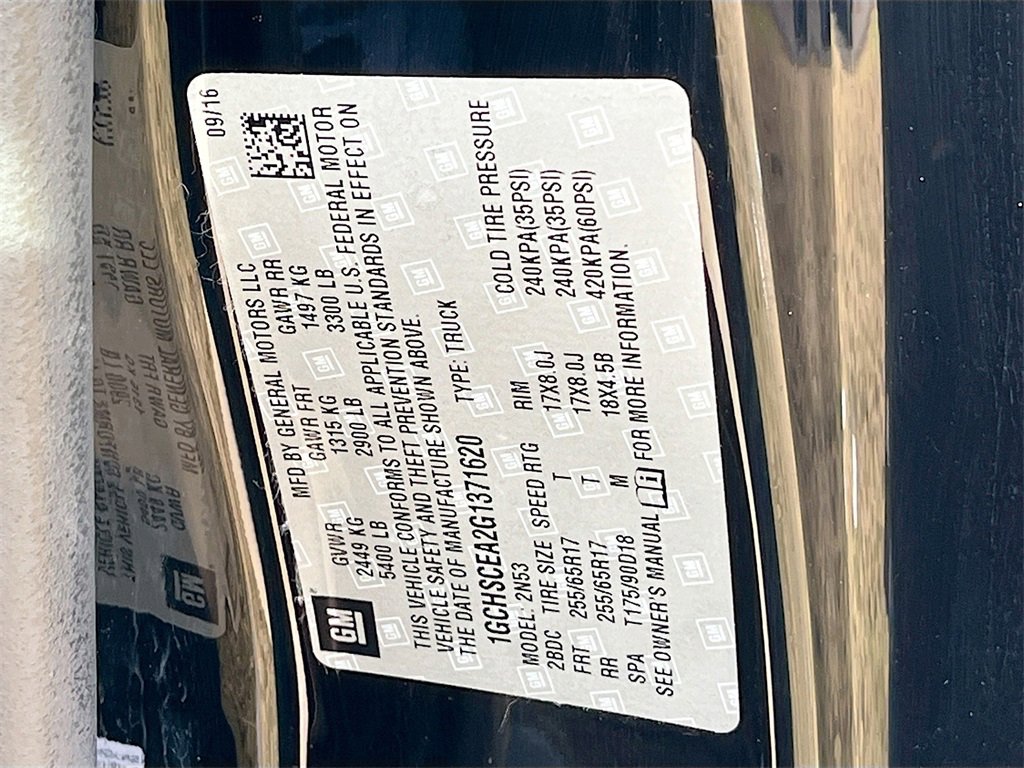 GM
MFD BY GENERAL MOTORS LLC 09/16
GVWR GAWR FRT GAWR RR
2449 KG 1315 KG 1497 KG
5400 LB 2900 LB 3300 LB
THIS VEHICLE CONFORMS TO ALL APPLICABLE U.S. FEDERAL MOTOR
VEHICLE SAFETY AND THEFT PREVENTION STANDARDS IN EFFECT ON
THE DATE OF MANUFACTURE SHOWN ABOVE.
1GCHSCEA2G1371620 TYPE: TRUCK
MODEL: 2N53
2BDC TIRE SIZE SPEED RTG RIM COLD TIRE PRESSURE
FRT 255/65R17 T 17X8.0J 240KPA(35PSI)
RR 255/65R17 T 17X8.0J 240KPA(35PSI)
SPA T175/90D18 M 18X4.5B 420KPA(60PSI)
SEE OWNER'S MANUAL i FOR MORE INFORMATION.